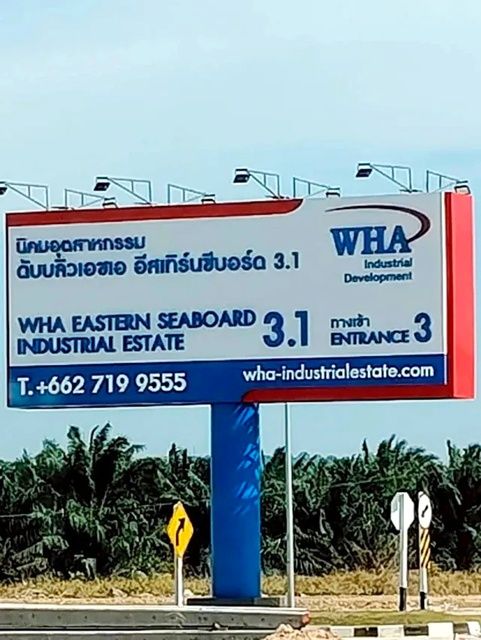 นิคมอุตสาหกรรม
ดับบลิวเอชเอ อีสเทิร์นซีบอร์ด 3.1
WHA
Industrial
Development
WHA EASTERN SEABOARD
INDUSTRIAL ESTATE
3.1
ทางเข้า
ENTRANCE 3
T.+662 719 9555
wha-industrialestate.com